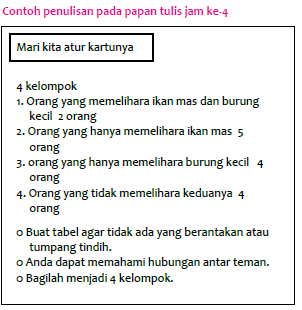 Contoh penulisan pada papan tulis jam ke-4
Mari kita atur kartunya
4 kelompok
1. Orang yang memelihara ikan mas dan burung
kecil 2 orang
2. Orang yang hanya memelihara ikan mas 5
orang
3. orang yang hanya memelihara burung kecil 4
orang
4. Orang yang tidak memelihara keduanya 4
orang
o Buat tabel agar tidak ada yang berantakan atau
tumpang tindih.
o Anda dapat memahami hubungan antar teman.
o Bagilah menjadi 4 kelompok.